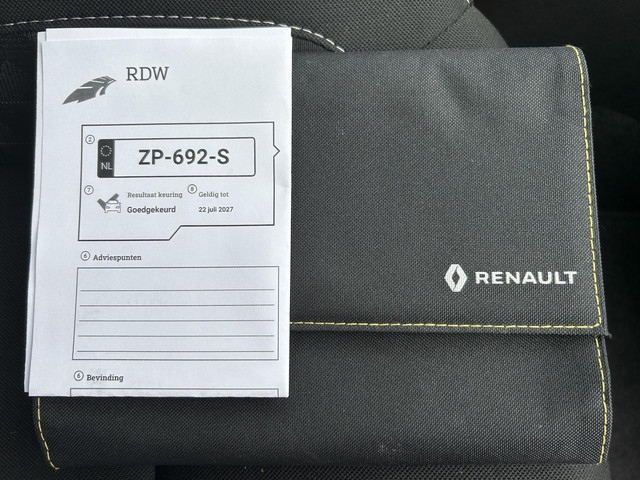 RDW
2
NL
ZP-692-S
7 Resultaat keuring 8 Geldig tot
Goedgekeurd 22 juli 2027
6 Adviespunten
6 Bevinding
RENAULT